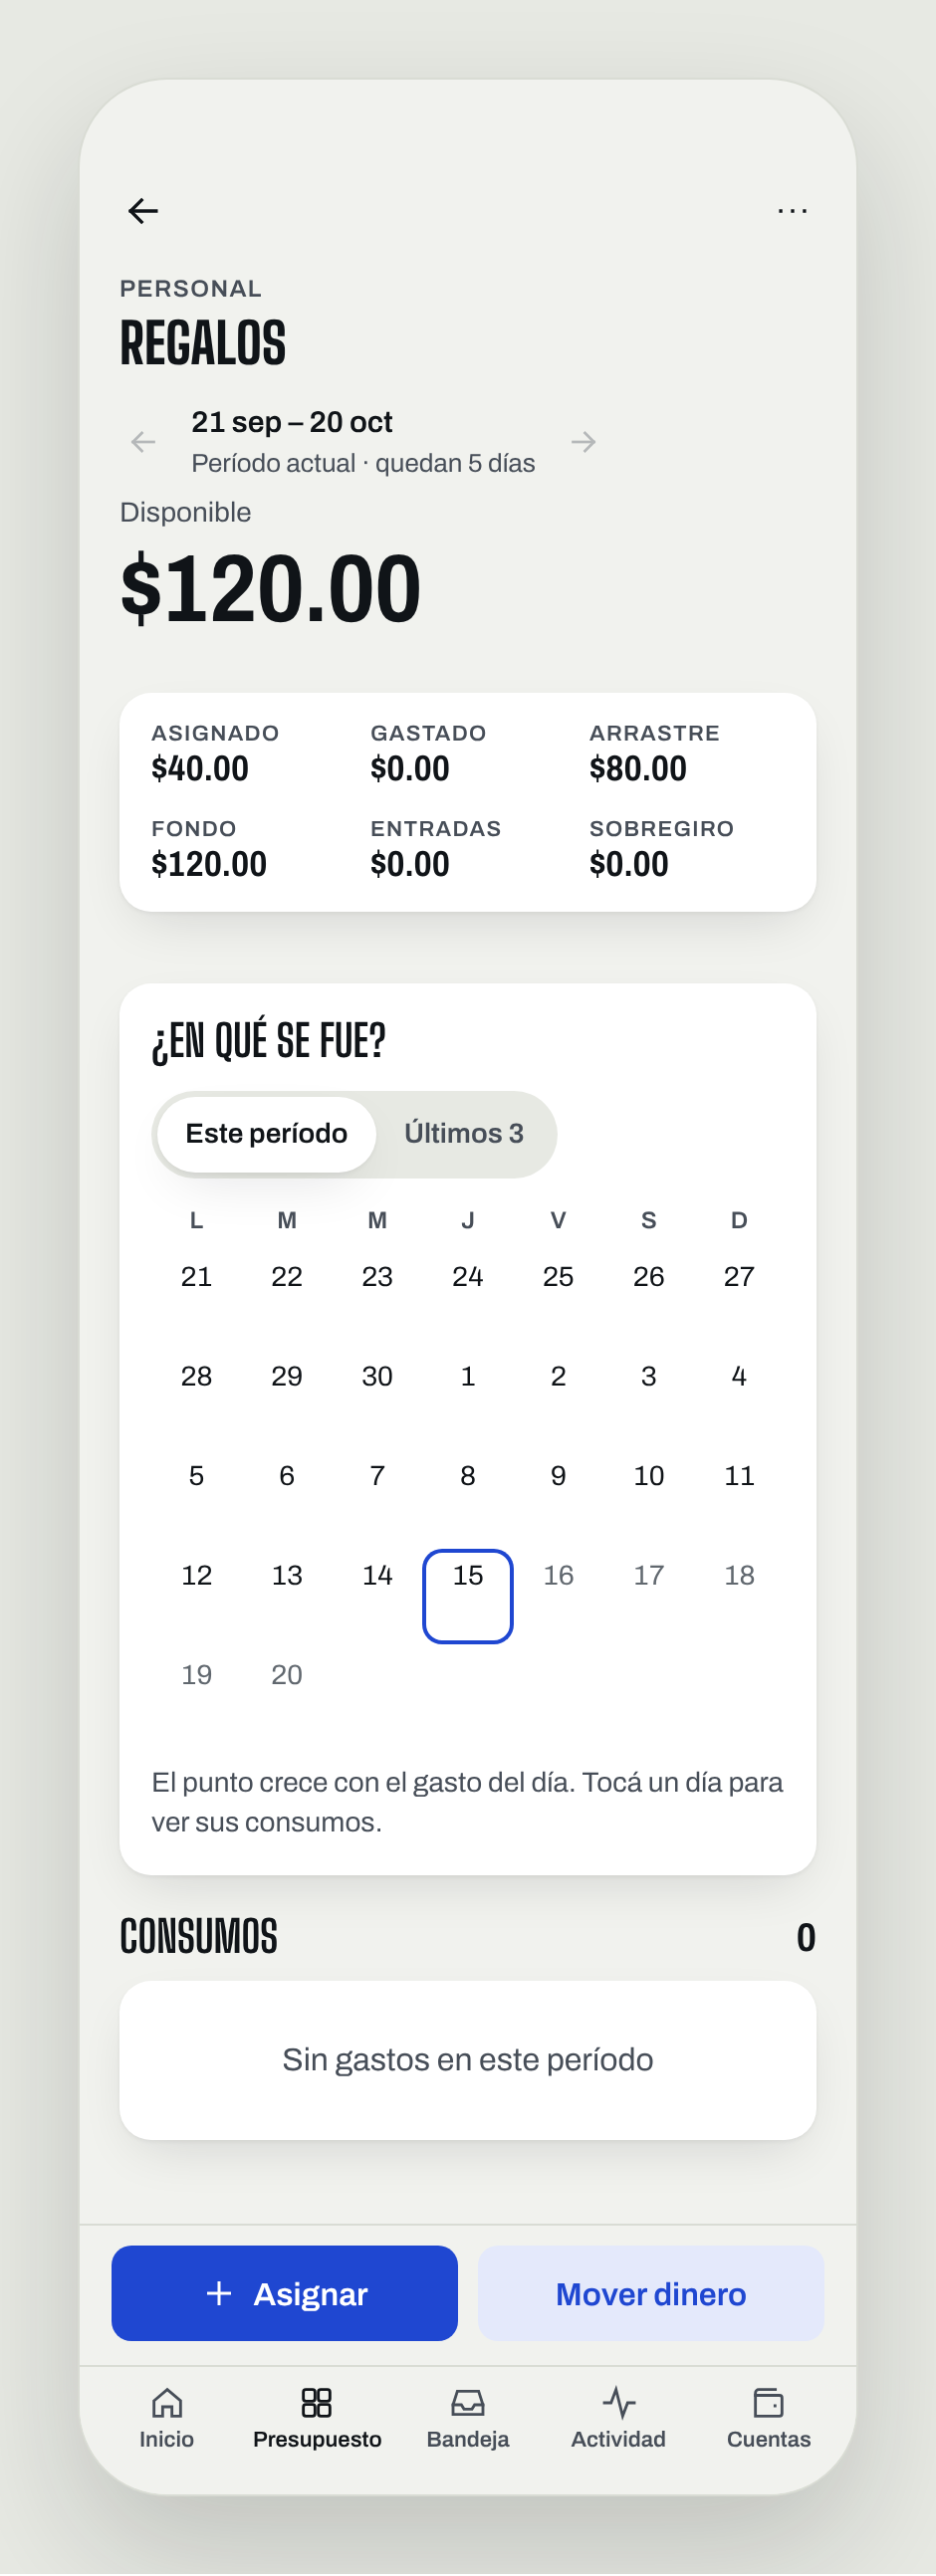 PERSONAL
REGALOS
21 sep – 20 oct
Período actual · quedan 5 días
Disponible
$120.00
ASIGNADO GASTADO ARRASTRE
$40.00 $0.00 $80.00
FONDO ENTRADAS SOBREGIRO
$120.00 $0.00 $0.00
¿EN QUÉ SE FUE?
Este período Últimos 3
L M M J V S D
21 22 23 24 25 26 27
28 29 30 1 2 3 4
5 6 7 8 9 10 11
12 13 14 15 16 17 18
19 20
El punto crece con el gasto del día. Tocá un día para
ver sus consumos.
CONSUMOS 0
Sin gastos en este período
+ Asignar Mover dinero
Inicio Presupuesto Bandeja Actividad Cuentas